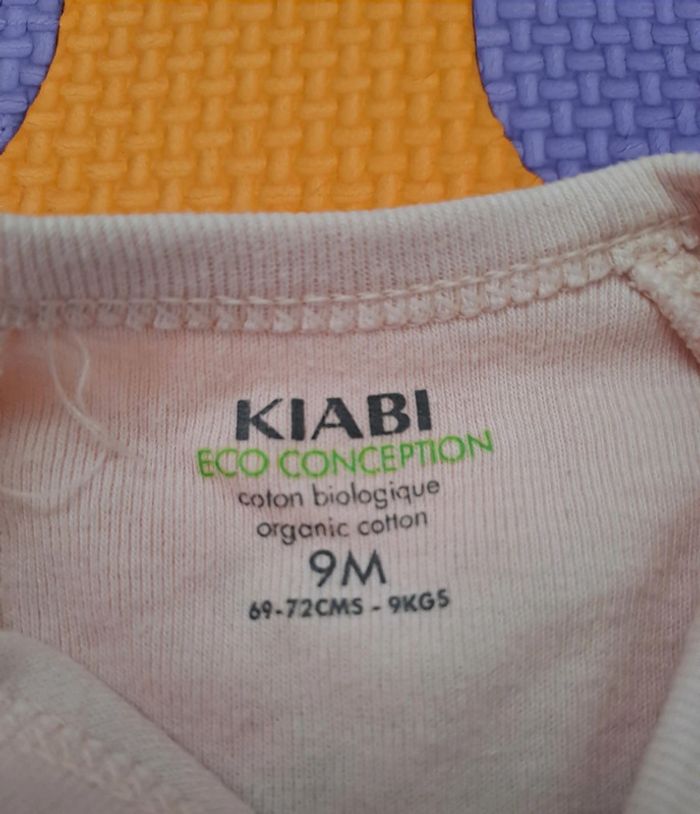 KIABI
ECO CONCEPTION
coton biologique
organic cotton
9M
69-72CMS - 9KGS